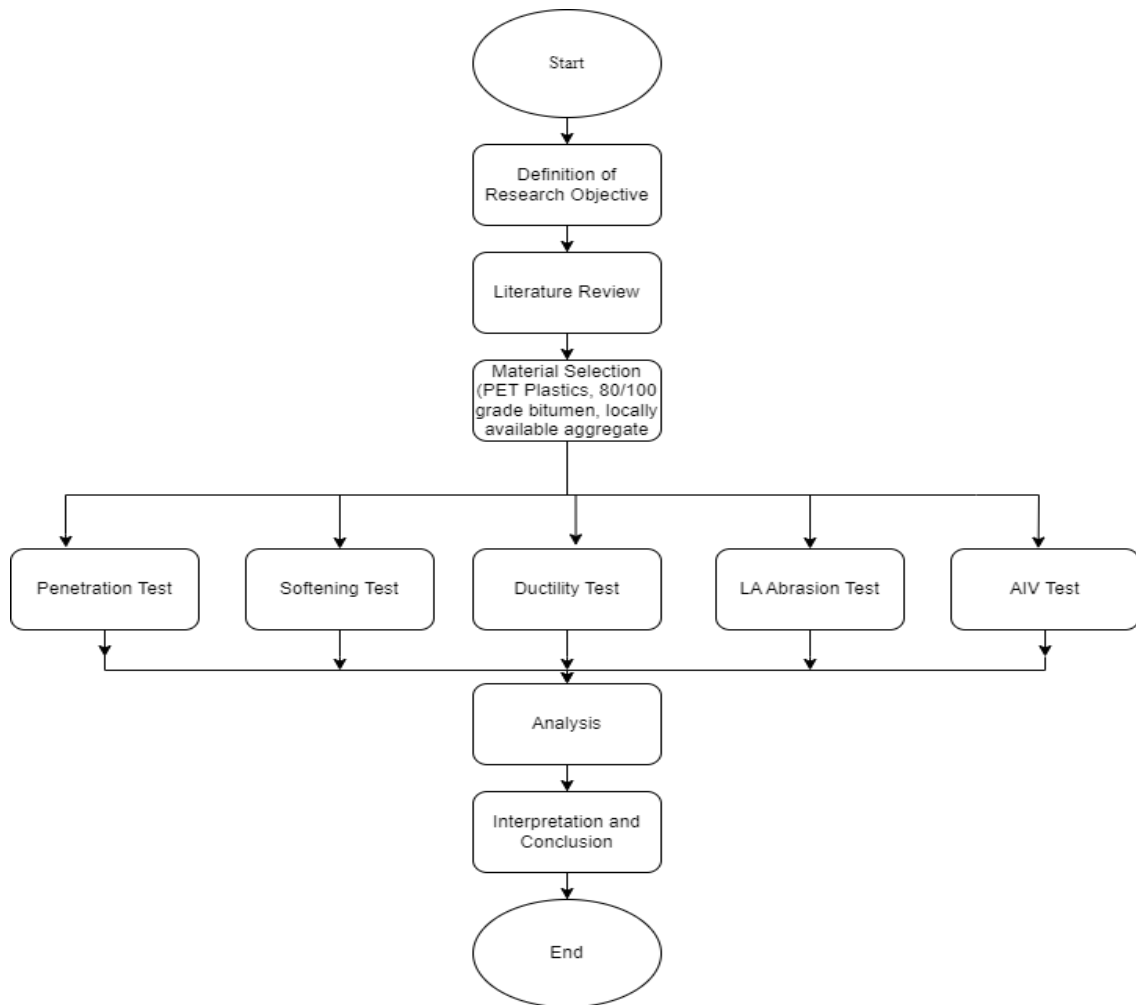 Start
Definition of
Research Objective
Literature Review
Material Selection
(PET Plastics, 80/100
grade bitumen, locally
available aggregate
Penetration Test
Softening Test
Ductility Test
LA Abrasion Test
AIV Test
Analysis
Interpretation and
Conclusion
End